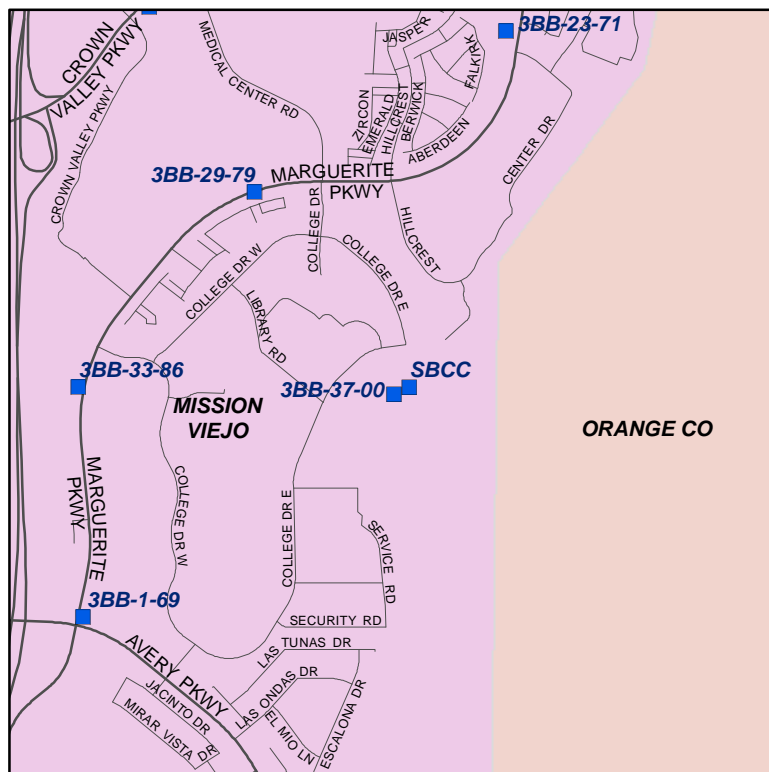 3BB-23-71
JASPER
FALKIRK
CROWN
VALLEY PKWY
MEDICAL CENTER RD
CROWN VALLEY PKWY
ZIRCON
EMERALD
HILLCREST
BERWICK
ABERDEEN
CENTER DR
3BB-29-79
MARGUERITE
PKWY
COLLEGE DR
HILLCREST
COLLEGE DR W
COLLEGE DR E
LIBRARY RD
3BB-33-86
SBCC
3BB-37-00
MISSION
VIEJO
ORANGE CO
MARGUERITE
PKWY
COLLEGE DR W
COLLEGE DR E
SERVICE RD
3BB-1-69
SECURITY RD
LAS TUNAS DR
AVERY PKWY
LAS ONDAS DR
JACINTO DR
MIRAR VISTA DR
EL MIO LN
ESCALONA DR